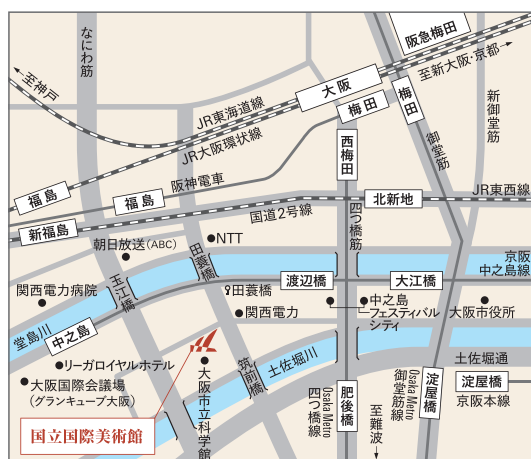 なにわ筋
阪急梅田
至新大阪・京都
至神戸
大阪
梅田
梅田
JR東海道線
JR大阪環状線
新御堂筋
御堂筋
西梅田
阪神電車
福島
福島
JR東西線
北新地
新福島
国道2号線
四つ橋筋
朝日放送(ABC)
NTT
田蓑橋
京阪
中之島線
玉江橋
渡辺橋
大江橋
関西電力病院
田蓑橋
中之島
フェスティバル
シティ
大阪市役所
堂島川
中之島
関西電力
リーガロイヤルホテル
大阪国際会議場
(グランキューブ大阪)
大阪市立科学館
筑前橋
土佐堀川
土佐堀通
淀屋橋
京阪本線
肥後橋
Osaka Metro
四つ橋線
Osaka Metro
御堂筋線
淀屋橋
至難波
国立国際美術館